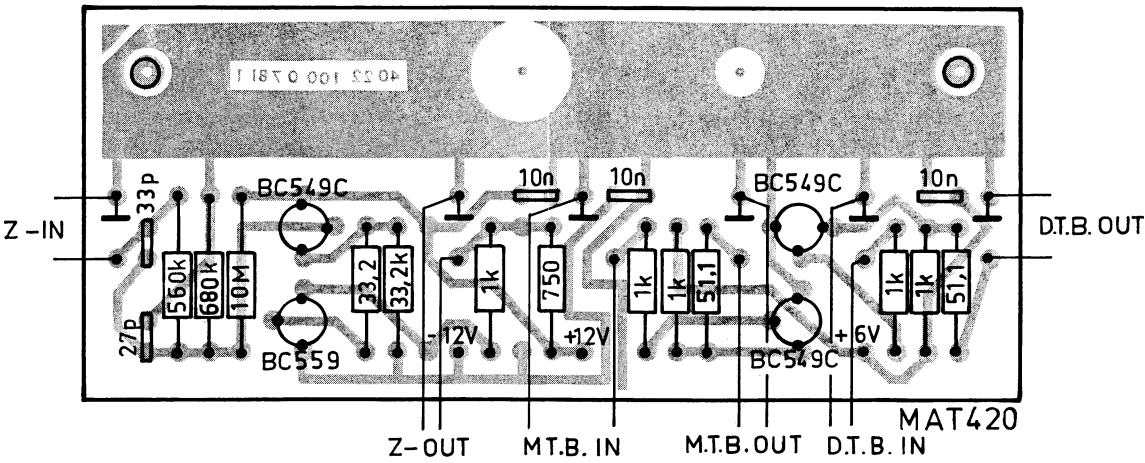 4022 100 0781 1
33p
BC549C
10n
10n
BC549C
10n
Z-IN
D.T.B. OUT
560k
680k
10M
33,2
33,2k
1k
750
1k
1k
51,1
1k
1k
51,1
27p
BC559
-12V
+12V
BC549C
+6V
MAT420
Z-OUT
M.T.B. IN
M.T.B. OUT
D.T.B. IN